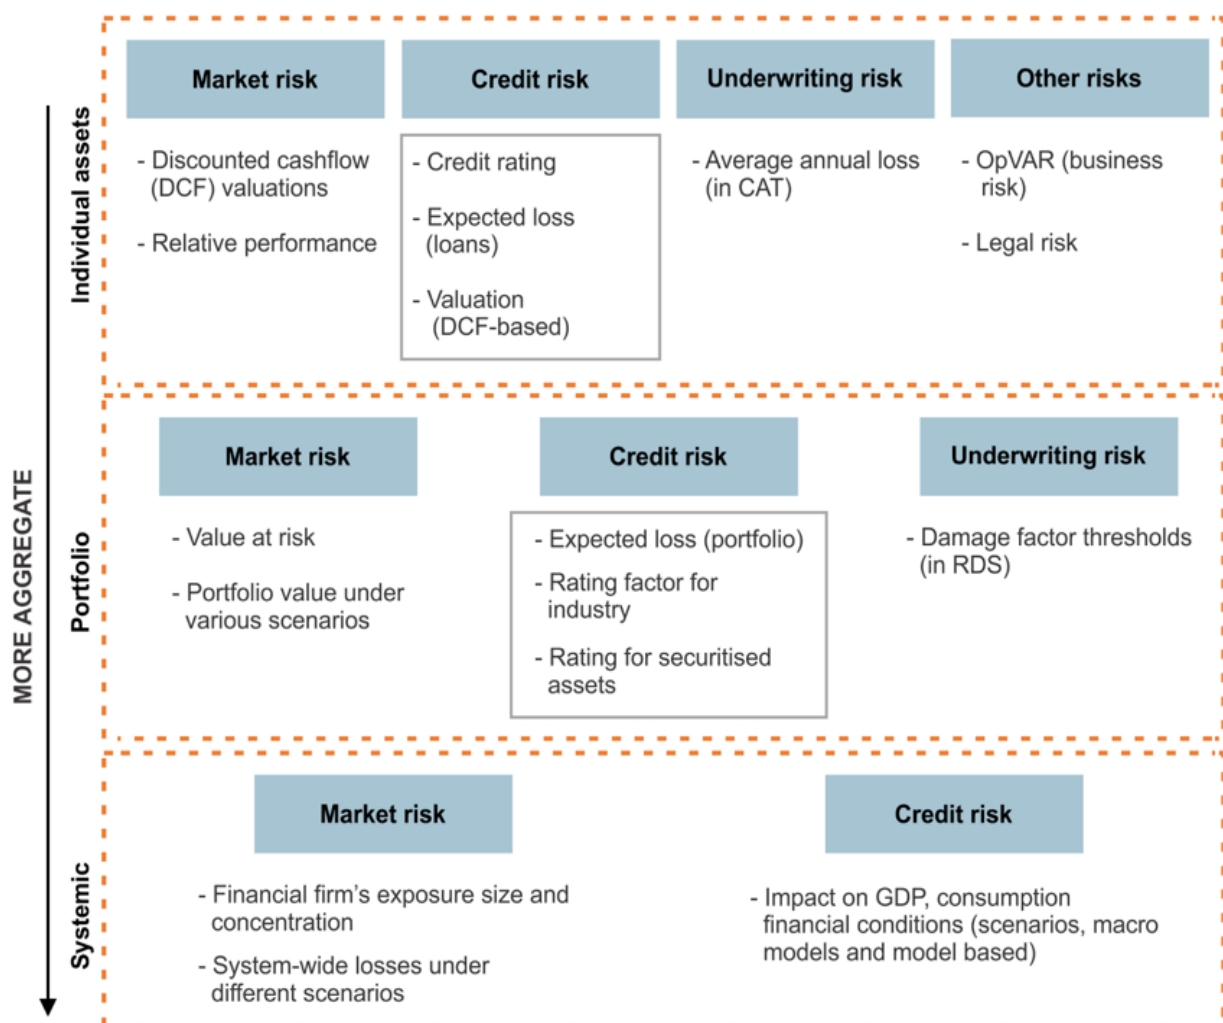 Market risk
Credit risk
Underwriting risk
Other risks
Individual assets
- Discounted cashflow
(DCF) valuations
- Relative performance
- Credit rating
- Expected loss
(loans)
- Valuation
(DCF-based)
- Average annual loss
(in CAT)
- OpVAR (business
risk)
- Legal risk
MORE AGGREGATE
Portfolio
Market risk
Credit risk
Underwriting risk
- Value at risk
- Portfolio value under
various scenarios
- Expected loss (portfolio)
- Rating factor for
industry
- Rating for securitised
assets
- Damage factor thresholds
(in RDS)
Systemic
Market risk
Credit risk
- Financial firm's exposure size and
concentration
- System-wide losses under
different scenarios
- Impact on GDP, consumption
financial conditions (scenarios, macro
models and model based)